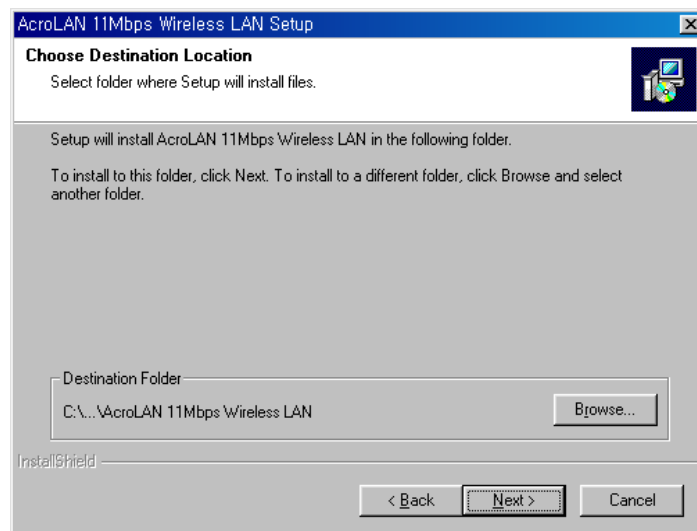 AcroLAN 11Mbps Wireless LAN Setup
Choose Destination Location
Select folder where Setup will install files.
Setup will install AcroLAN 11Mbps Wireless LAN in the following folder.
To install to this folder, click Next. To install to a different folder, click Browse and select
another folder.
Destination Folder
C:\...\AcroLAN 11Mbps Wireless LAN
Browse...
InstallShield
< Back
Next >
Cancel